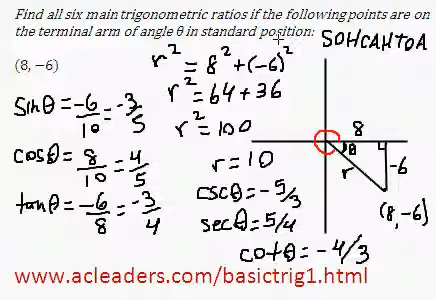 Find all six main trigonometric ratios if the following points are on
the terminal arm of angle θ in standard position:
SOHCAHTOA
(8, −6)
r² = 8² + (-6)²
r² = 64 + 36
r² = 100
r = 10
sinθ = -6/10 = -3/5
cosθ = 8/10 = 4/5
tanθ = -6/8 = -3/4
cscθ = -5/3
secθ = 5/4
cotθ = -4/3
8
θ
-6
r
(8, -6)
www.acleaders.com/basictrig1.html